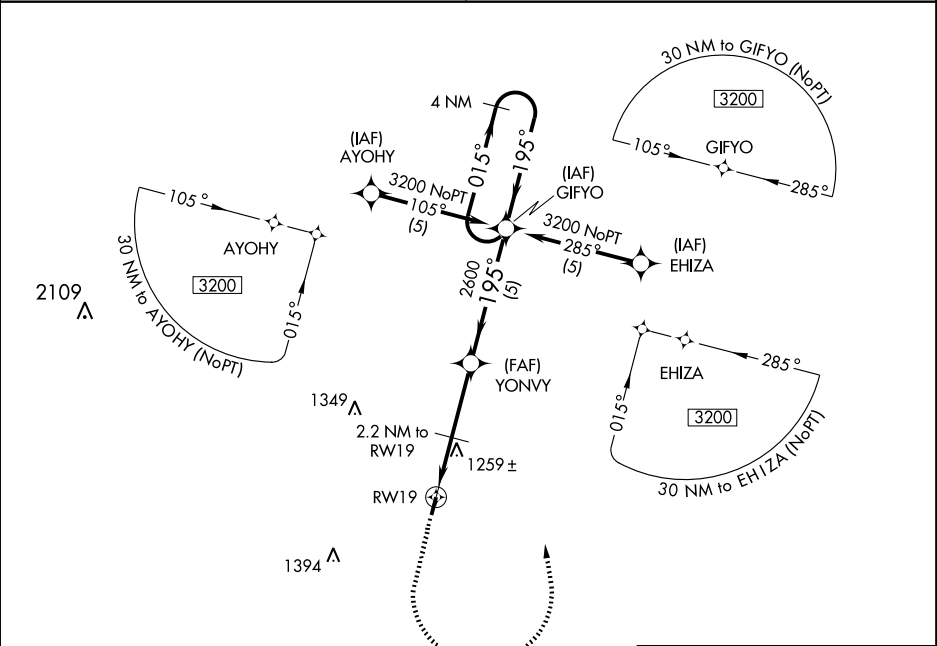 30 NM to GIFYO (NoPT)
3200
105°
GIFYO
285°
4 NM
015°
195°
(IAF)
AYOHY
3200 NoPT
105°
(5)
(IAF)
GIFYO
3200 NoPT
285°
(5)
(IAF)
EHIZA
105°
AYOHY
3200
015°
30 NM to AYOHY (NoPT)
2109
2600
195°
(5)
(FAF)
YONVY
EHIZA
285°
015°
3200
30 NM to EHIZA (NoPT)
1349
2.2 NM to
RW19
1259 ±
RW19
1394